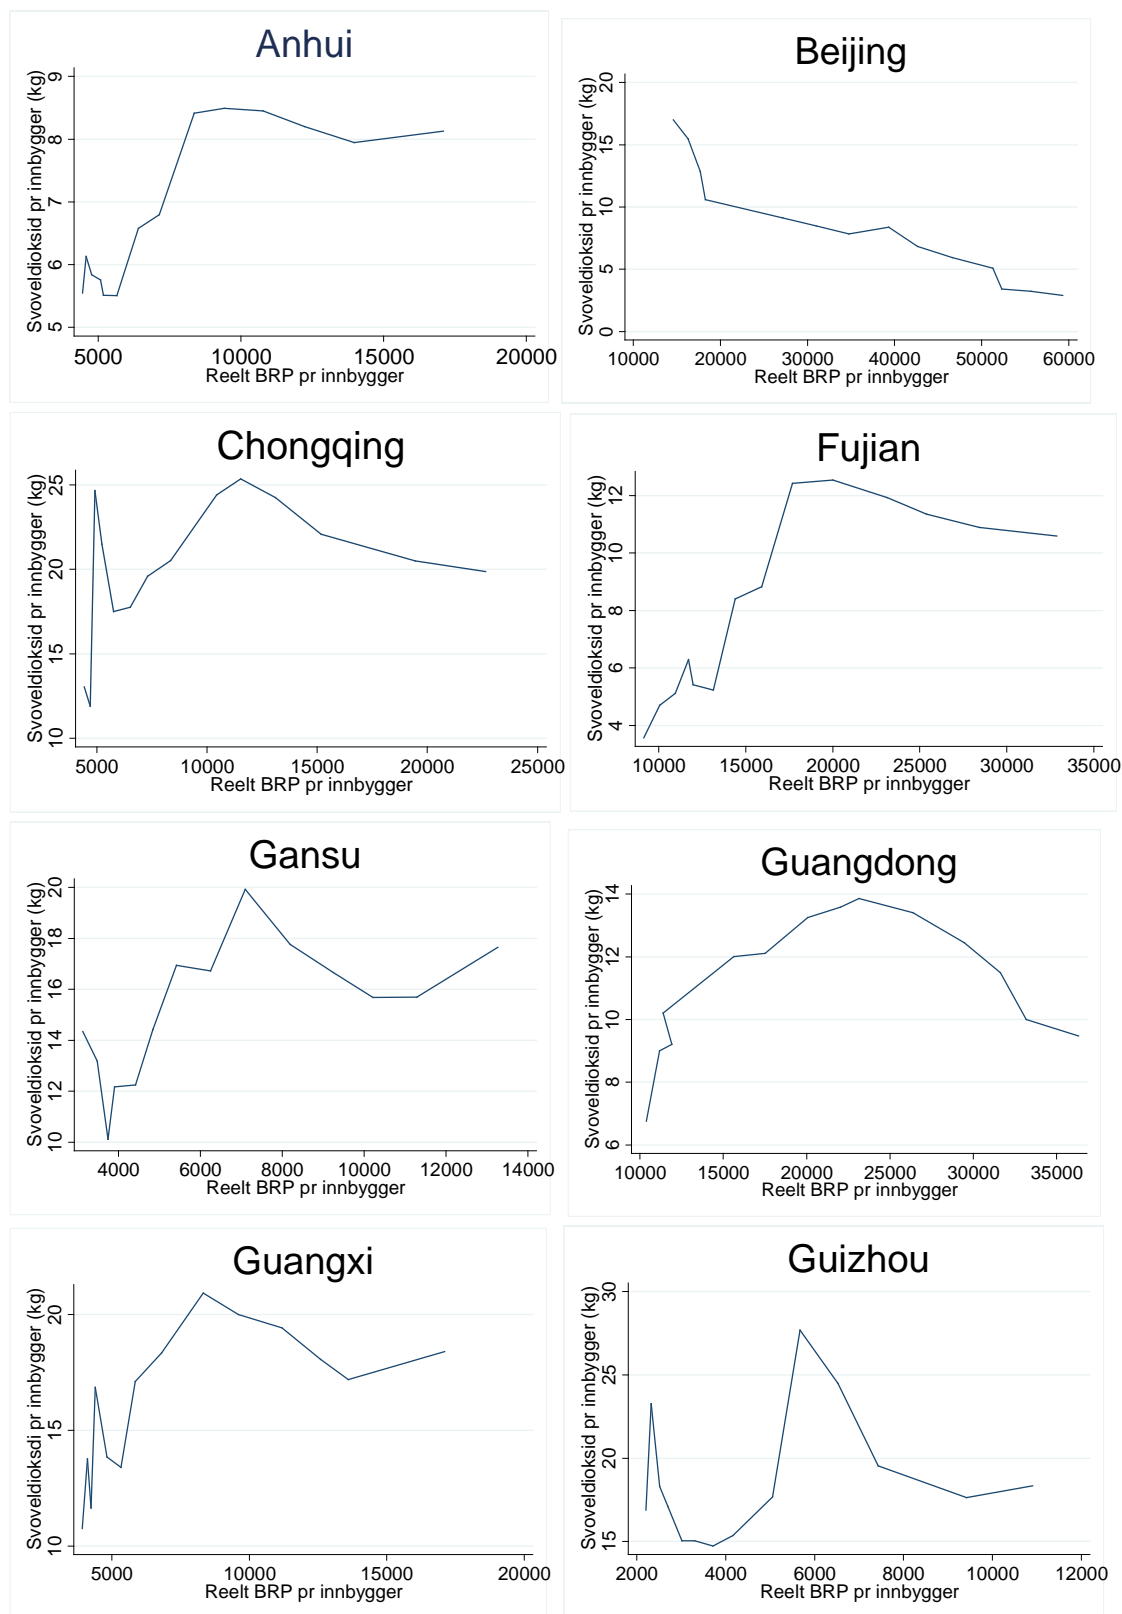 Anhui
Svoveldioksid pr innbygger (kg)
9
8
7
6
5
5000 10000 15000 20000
Reelt BRP pr innbygger
Beijing
Svoveldioksid pr innbygger (kg)
20
15
10
5
0
10000 20000 30000 40000 50000 60000
Reelt BRP pr innbygger
Chongqing
Svoveldioksid pr innbygger (kg)
25
20
15
10
5000 10000 15000 20000 25000
Reelt BRP pr innbygger
Fujian
Svoveldioksid pr innbygger (kg)
12
10
8
6
4
10000 15000 20000 25000 30000 35000
Reelt BRP pr innbygger
Gansu
Svoveldioksid pr innbygger (kg)
20
18
16
14
12
10
4000 6000 8000 10000 12000 14000
Reelt BRP pr innbygger
Guangdong
Svoveldioksid pr innbygger (kg)
14
12
10
8
6
10000 15000 20000 25000 30000 35000
Reelt BRP pr innbygger
Guangxi
Svoveldioksdi pr innbygger (kg)
20
15
10
5000 10000 15000 20000
Reelt BRP pr innbygger
Guizhou
Svoveldioksid pr innbygger (kg)
30
25
20
15
2000 4000 6000 8000 10000 12000
Reelt BRP pr innbygger